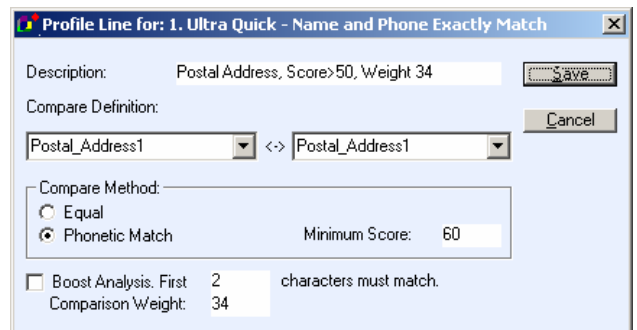 Profile Line for: 1. Ultra Quick - Name and Phone Exactly Match
Description: Postal Address, Score>50, Weight 34 Save
Compare Definition:
Cancel
Postal_Address1 <-> Postal_Address1
Compare Method:
Equal
Phonetic Match Minimum Score: 60
Boost Analysis. First 2 characters must match.
Comparison Weight: 34